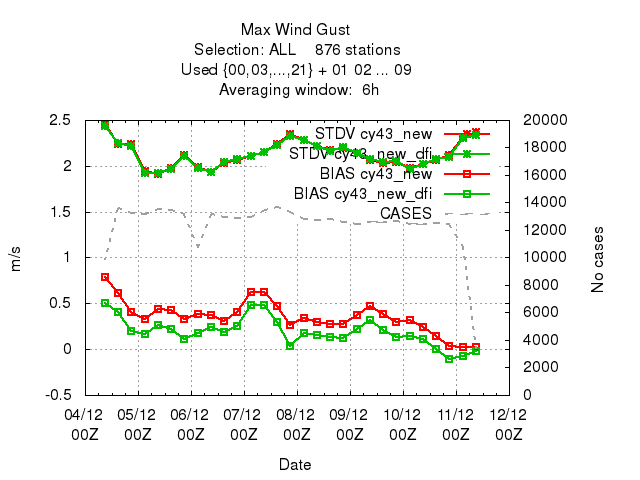 Max Wind Gust
Selection: ALL    876 stations
Used {00,03,...,21} + 01 02 ... 09
Averaging window:  6h
2.5
2
1.5
1
0.5
0
-0.5
m/s
20000
18000
16000
14000
12000
10000
8000
6000
4000
2000
0
No cases
STDV cy43_new
STDV cy43_new_dfi
BIAS cy43_new
BIAS cy43_new_dfi
CASES
04/12 05/12 06/12 07/12 08/12 09/12 10/12 11/12 12/12
00Z 00Z 00Z 00Z 00Z 00Z 00Z 00Z 00Z
Date